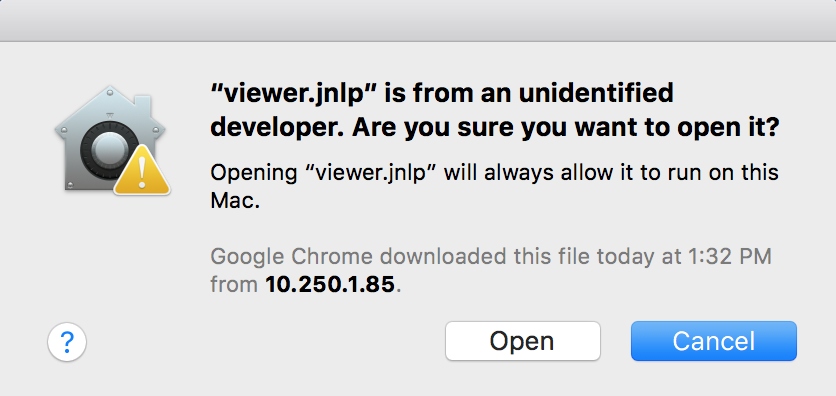 “viewer.jnlp” is from an unidentified
developer. Are you sure you want to open it?
Opening “viewer.jnlp” will always allow it to run on this
Mac.
Google Chrome downloaded this file today at 1:32 PM
from 10.250.1.85.
?
Open
Cancel